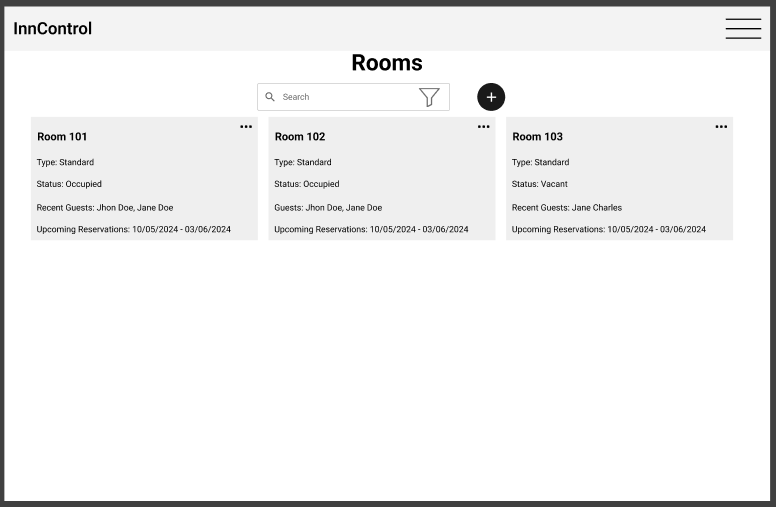 InnControl
Rooms
Search
Room 101
Type: Standard
Status: Occupied
Recent Guests: Jhon Doe, Jane Doe
Upcoming Reservations: 10/05/2024 - 03/06/2024
Room 102
Type: Standard
Status: Occupied
Guests: Jhon Doe, Jane Doe
Upcoming Reservations: 10/05/2024 - 03/06/2024
Room 103
Type: Standard
Status: Vacant
Recent Guests: Jane Charles
Upcoming Reservations: 10/05/2024 - 03/06/2024